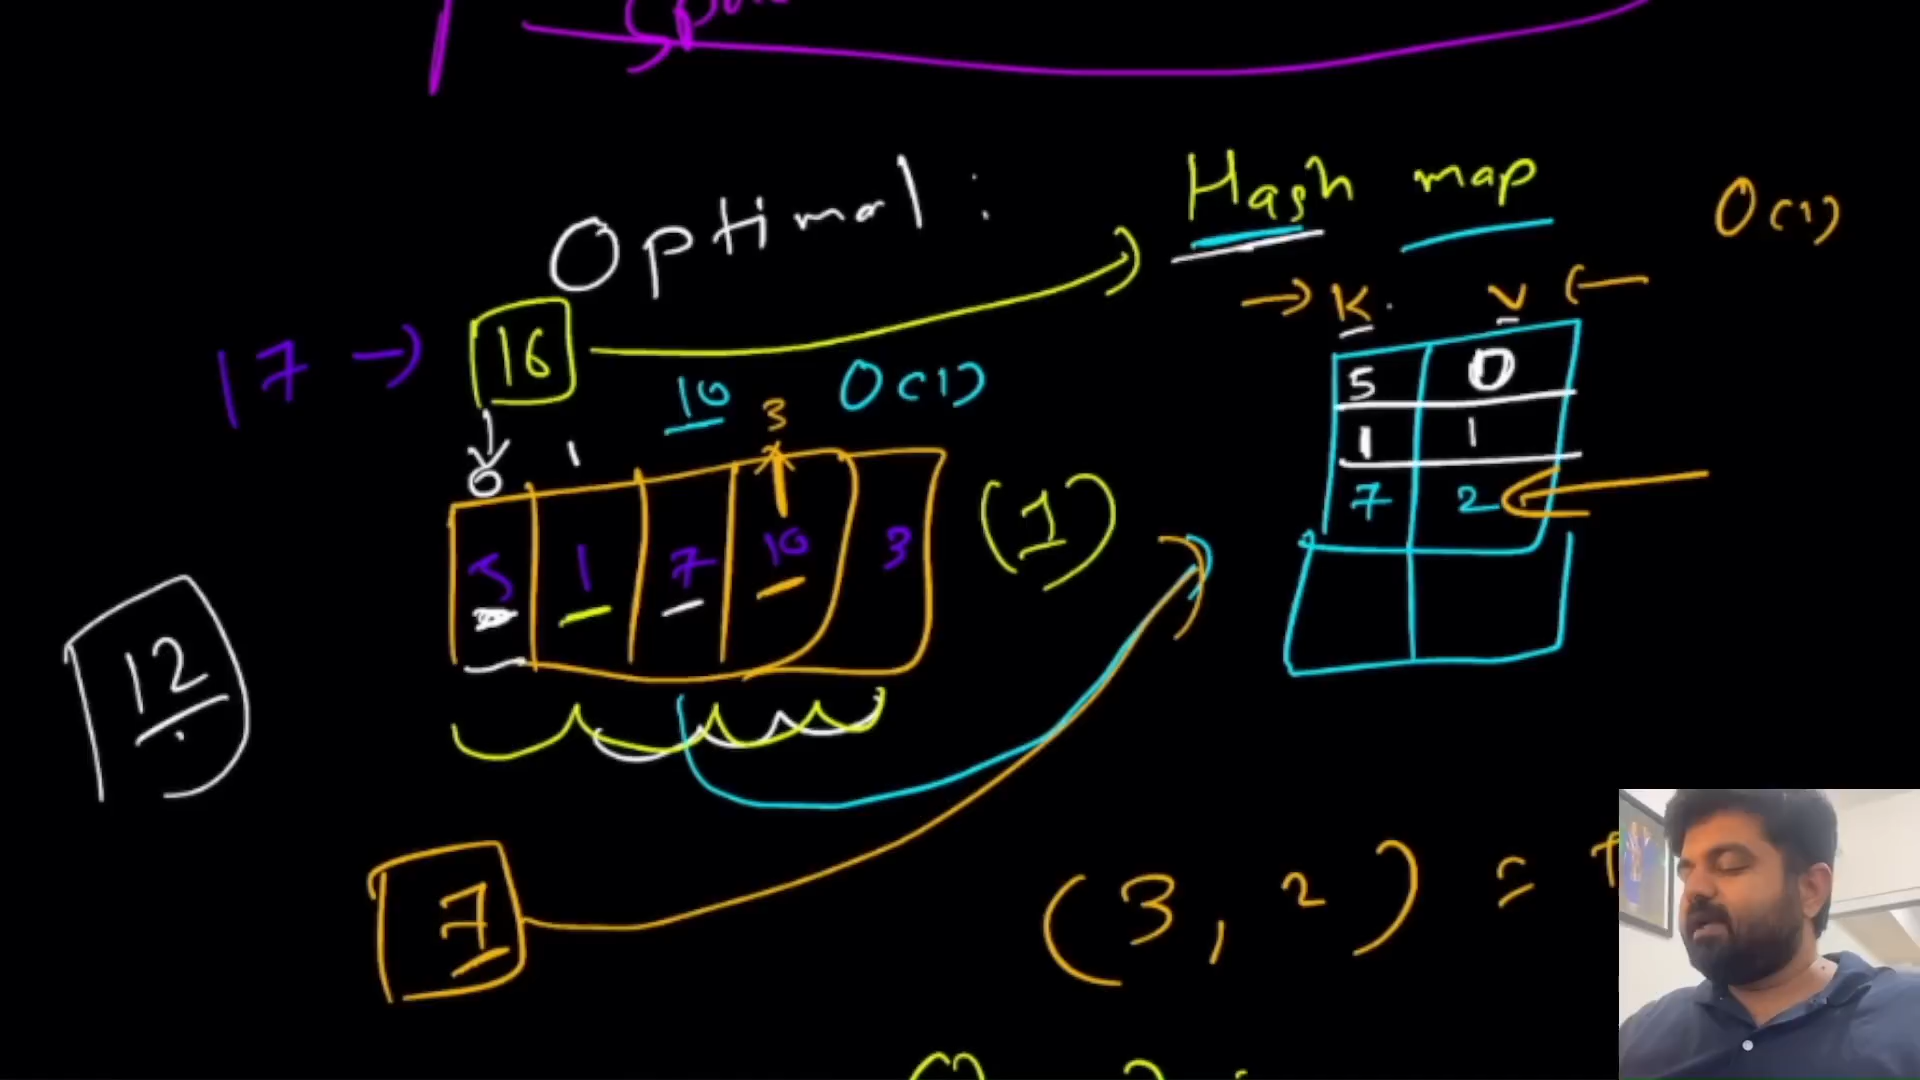 Optimal :
Hash map
O(1)
→ K V ←
17 →
16
10
3
O(1)
0 1
5 0
1 1
7 2
5 1 7 10 3
(1)
12
7
(3, 2) =